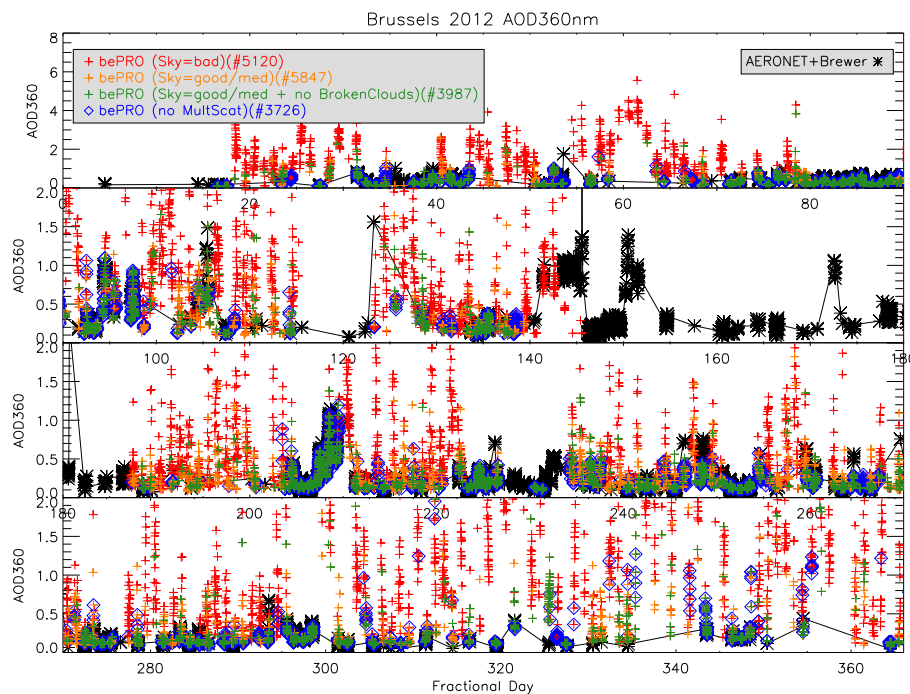 Brussels 2012 AOD360nm
8
6
4
2
0
AOD360
+ bePRO (Sky=bad)(#5120)
+ bePRO (Sky=good/med)(#5847)
+ bePRO (Sky=good/med + no BrokenClouds)(#3987)
◇ bePRO (no MultScat)(#3726)
AERONET+Brewer ✱
0 20 40 60 80
2.0
1.5
1.0
0.5
0.0
AOD360
100 120 140 160 180
2.0
1.5
1.0
0.5
0.0
AOD360
180 200 220 240 260
2.0
1.5
1.0
0.5
0.0
AOD360
280 300 320 340 360
Fractional Day